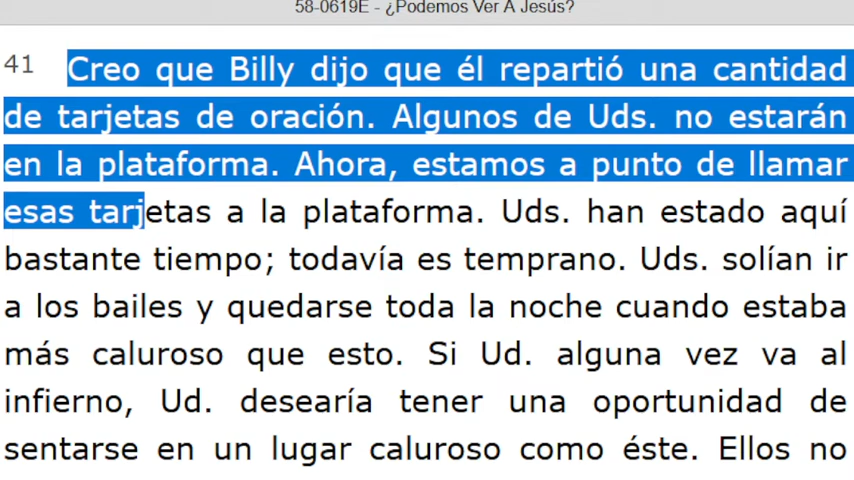 58-0619E - ¿Podemos Ver A Jesús?
41 Creo que Billy dijo que él repartió una cantidad
de tarjetas de oración. Algunos de Uds. no estarán
en la plataforma. Ahora, estamos a punto de llamar
esas tarjetas a la plataforma. Uds. han estado aquí
bastante tiempo; todavía es temprano. Uds. solían ir
a los bailes y quedarse toda la noche cuando estaba
más caluroso que esto. Si Ud. alguna vez va al
infierno, Ud. desearía tener una oportunidad de
sentarse en un lugar caluroso como éste. Ellos no